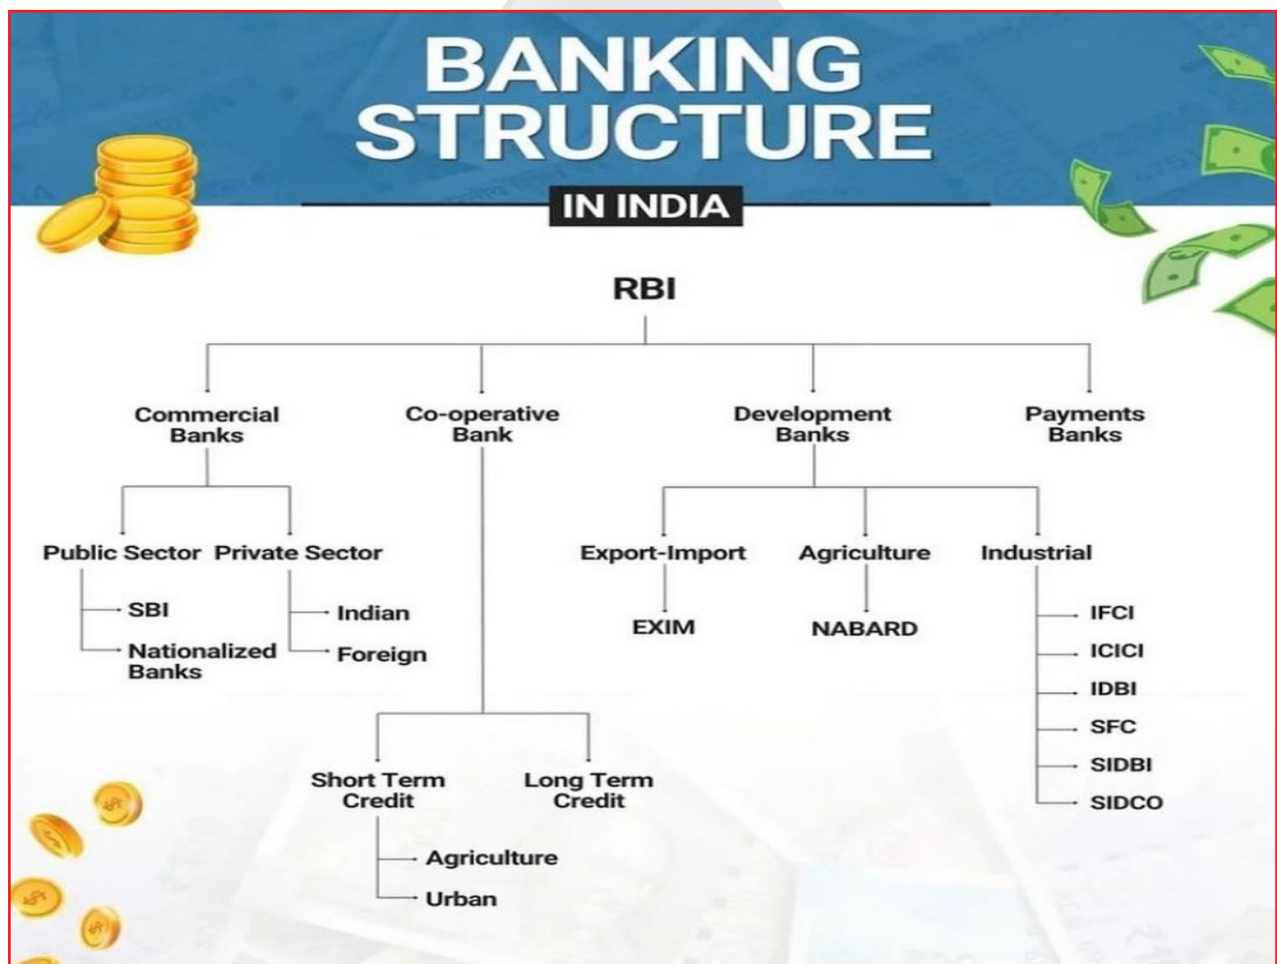 BANKING
STRUCTURE
IN INDIA
RBI
Commercial
Banks
Co-operative
Bank
Development
Banks
Payments
Banks
Public Sector
Private Sector
SBI
Nationalized
Banks
Indian
Foreign
Export-Import
Agriculture
Industrial
EXIM
NABARD
IFCI
ICICI
IDBI
SFC
SIDBI
SIDCO
Short Term
Credit
Long Term
Credit
Agriculture
Urban